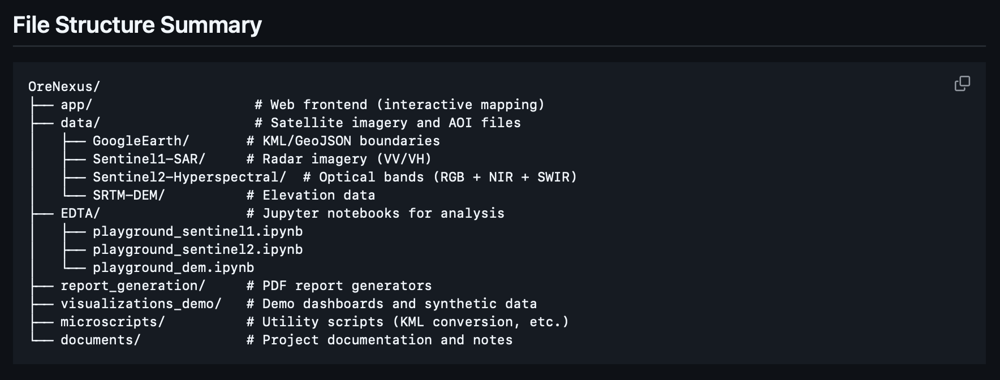 File Structure Summary
OreNexus/
├── app/                    # Web frontend (interactive mapping)
├── data/                   # Satellite imagery and AOI files
│   ├── GoogleEarth/       # KML/GeoJSON boundaries
│   ├── Sentinel1-SAR/     # Radar imagery (VV/VH)
│   ├── Sentinel2-Hyperspectral/  # Optical bands (RGB + NIR + SWIR)
│   └── SRTM-DEM/          # Elevation data
├── EDTA/                  # Jupyter notebooks for analysis
│   ├── playground_sentinel1.ipynb
│   ├── playground_sentinel2.ipynb
│   └── playground_dem.ipynb
├── report_generation/     # PDF report generators
├── visualizations_demo/   # Demo dashboards and synthetic data
├── microscripts/          # Utility scripts (KML conversion, etc.)
└── documents/             # Project documentation and notes